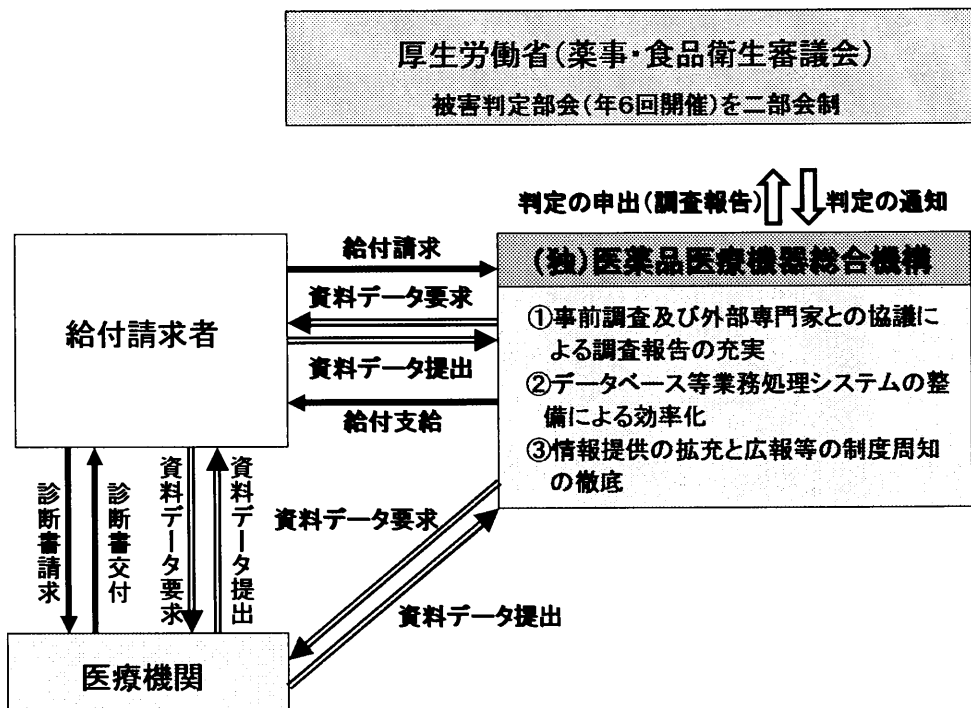 厚生労働省(薬事・食品衛生審議会)
被害判定部会(年6回開催)を二部会制
判定の申出(調査報告)
判定の通知
給付請求
(独)医薬品医療機器総合機構
資料データ要求
給付請求者
①事前調査及び外部専門家との協議に
よる調査報告の充実
資料データ提出
②データベース等業務処理システムの整
備による効率化
給付支給
③情報提供の拡充と広報等の制度周知
の徹底
診断書請求
診断書交付
資料データ要求
資料データ提出
資料データ要求
資料データ提出
医療機関